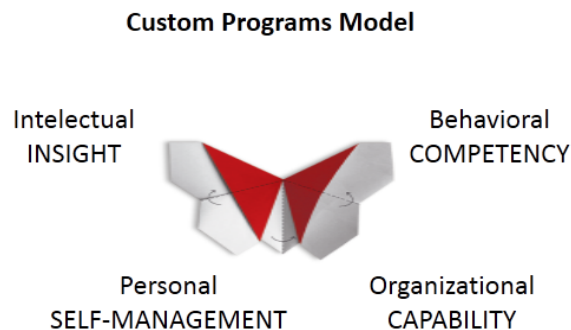 Custom Programs Model
Intelectual
INSIGHT
Behavioral
COMPETENCY
Personal
SELF-MANAGEMENT
Organizational
CAPABILITY